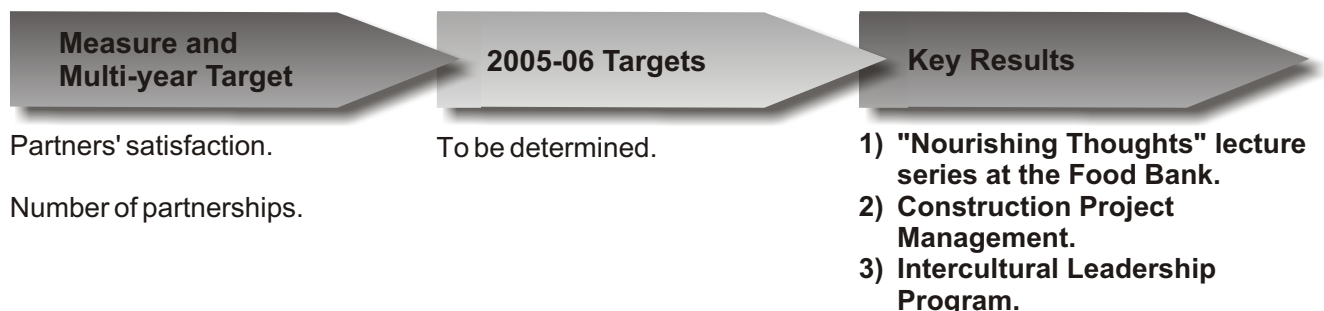 Measure and
Multi-year Target
2005-06 Targets
Key Results
Partners' satisfaction.
Number of partnerships.
To be determined.
1) "Nourishing Thoughts" lecture
series at the Food Bank.
2) Construction Project
Management.
3) Intercultural Leadership
Program.